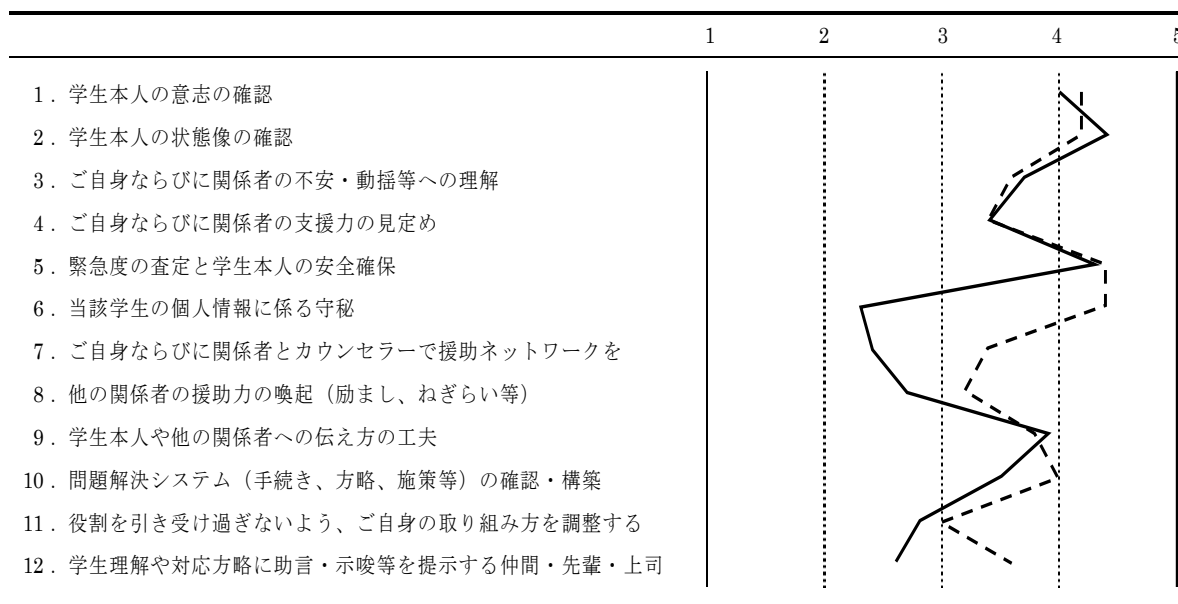 1 2 3 4 5
1．学生本人の意志の確認
2．学生本人の状態像の確認
3．ご自身ならびに関係者の不安・動揺等への理解
4．ご自身ならびに関係者の支援力の見定め
5．緊急度の査定と学生本人の安全確保
6．当該学生の個人情報に係る守秘
7．ご自身ならびに関係者とカウンセラーで援助ネットワークを
8．他の関係者の援助力の喚起（励まし、ねぎらい等）
9．学生本人や他の関係者への伝え方の工夫
10．問題解決システム（手続き、方略、施策等）の確認・構築
11．役割を引き受け過ぎないよう、ご自身の取り組み方を調整する
12．学生理解や対応方略に助言・示唆等を提示する仲間・先輩・上司